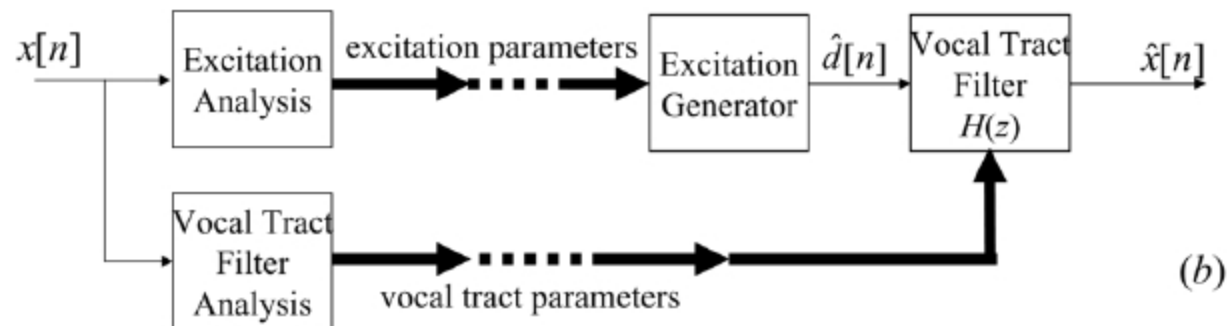 x[n]
Excitation
Analysis
excitation parameters
Excitation
Generator
d̂[n]
Vocal Tract
Filter
H(z)
x̂[n]
Vocal Tract
Filter
Analysis
vocal tract parameters
(b)